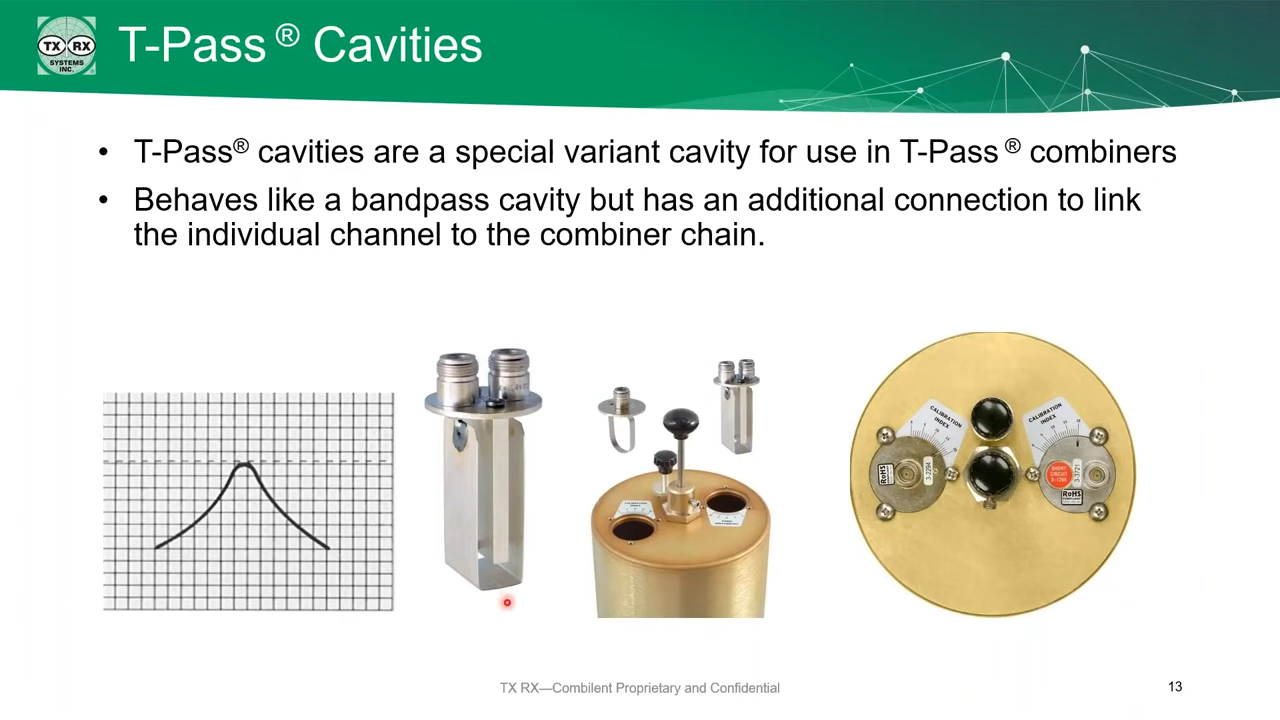 TX RX
SYSTEMS
INC.
T-Pass ® Cavities
• T-Pass® cavities are a special variant cavity for use in T-Pass ® combiners
• Behaves like a bandpass cavity but has an additional connection to link
the individual channel to the combiner chain.
CALIBRATION
INDEX
CALIBRATION
INDEX
RoHS
3-2294
SHORT
CIRCUIT
RoHS
TX RX—Combilent Proprietary and Confidential
13